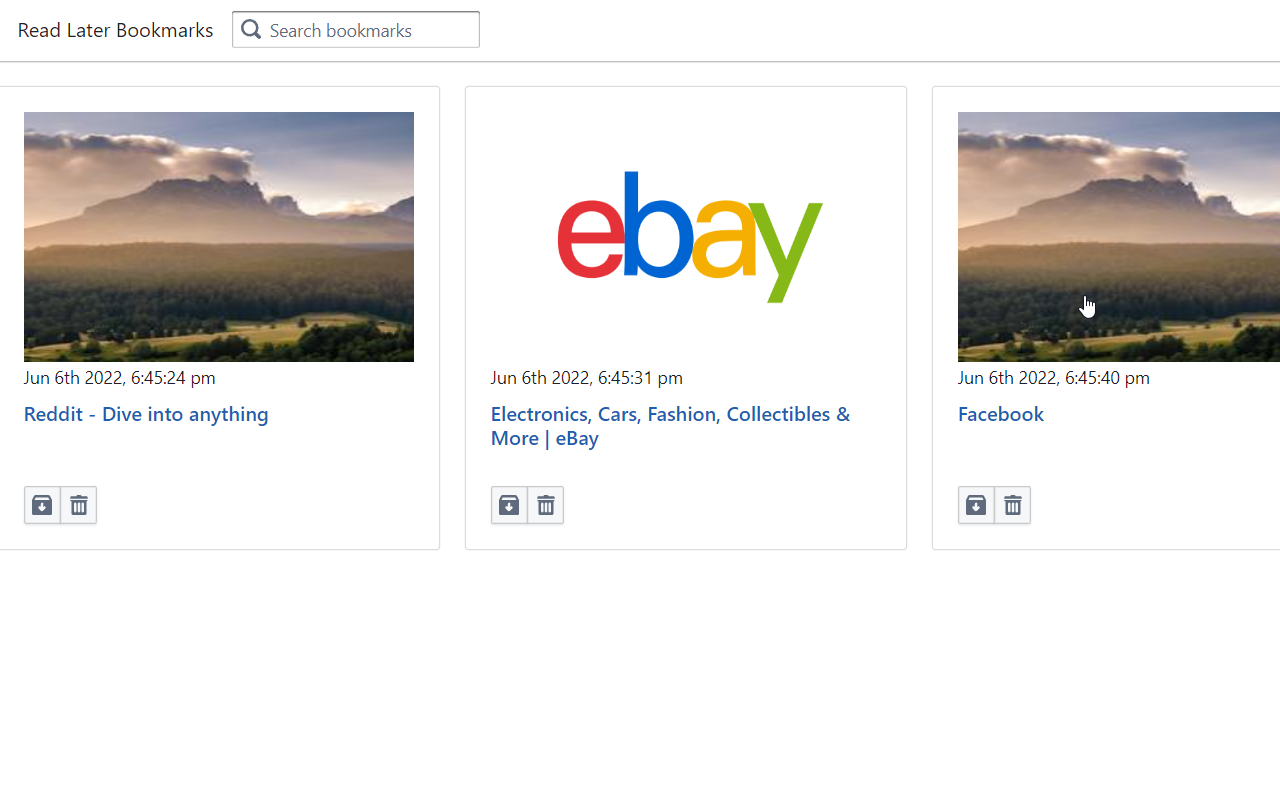 Read Later Bookmarks
Search bookmarks
ebay
Jun 6th 2022, 6:45:24 pm
Reddit - Dive into anything
Jun 6th 2022, 6:45:31 pm
Electronics, Cars, Fashion, Collectibles &
More | eBay
Jun 6th 2022, 6:45:40 pm
Facebook